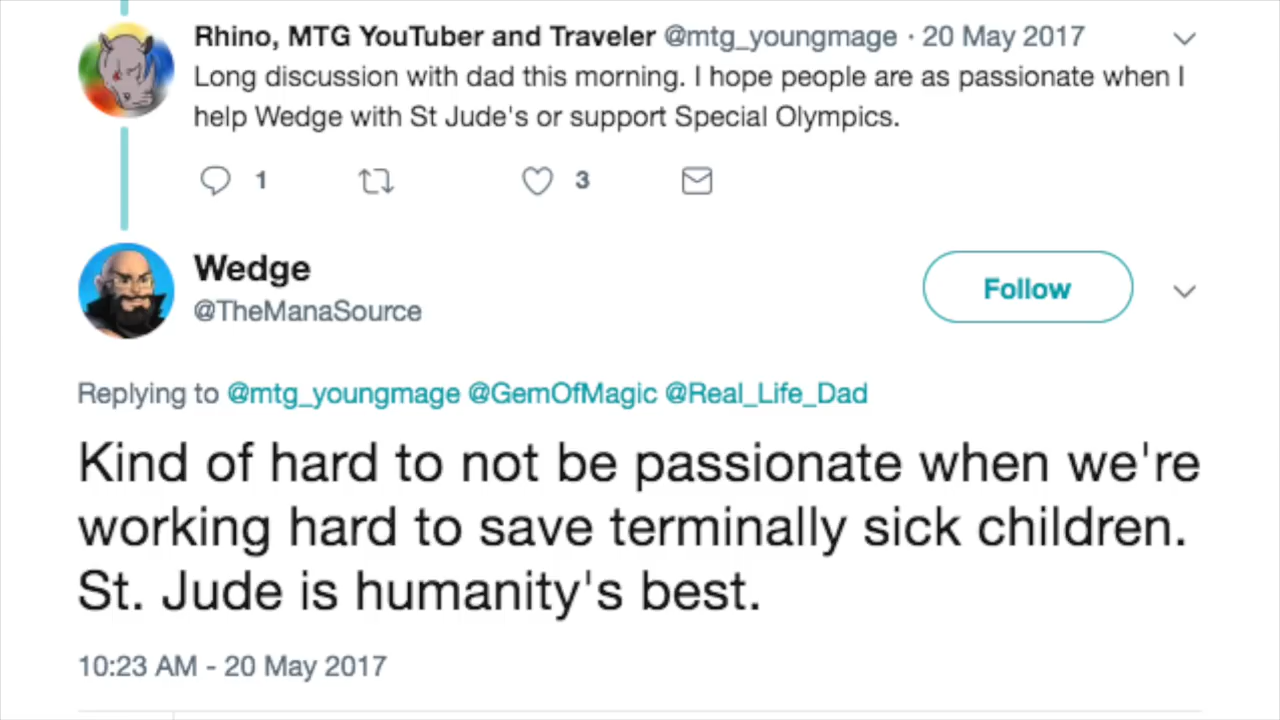 Rhino, MTG YouTuber and Traveler @mtg_youngmage · 20 May 2017
Long discussion with dad this morning. I hope people are as passionate when I
help Wedge with St Jude's or support Special Olympics.
1 3
Wedge
@TheManaSource
Follow
Replying to @mtg_youngmage @GemOfMagic @Real_Life_Dad
Kind of hard to not be passionate when we're
working hard to save terminally sick children.
St. Jude is humanity's best.
10:23 AM - 20 May 2017